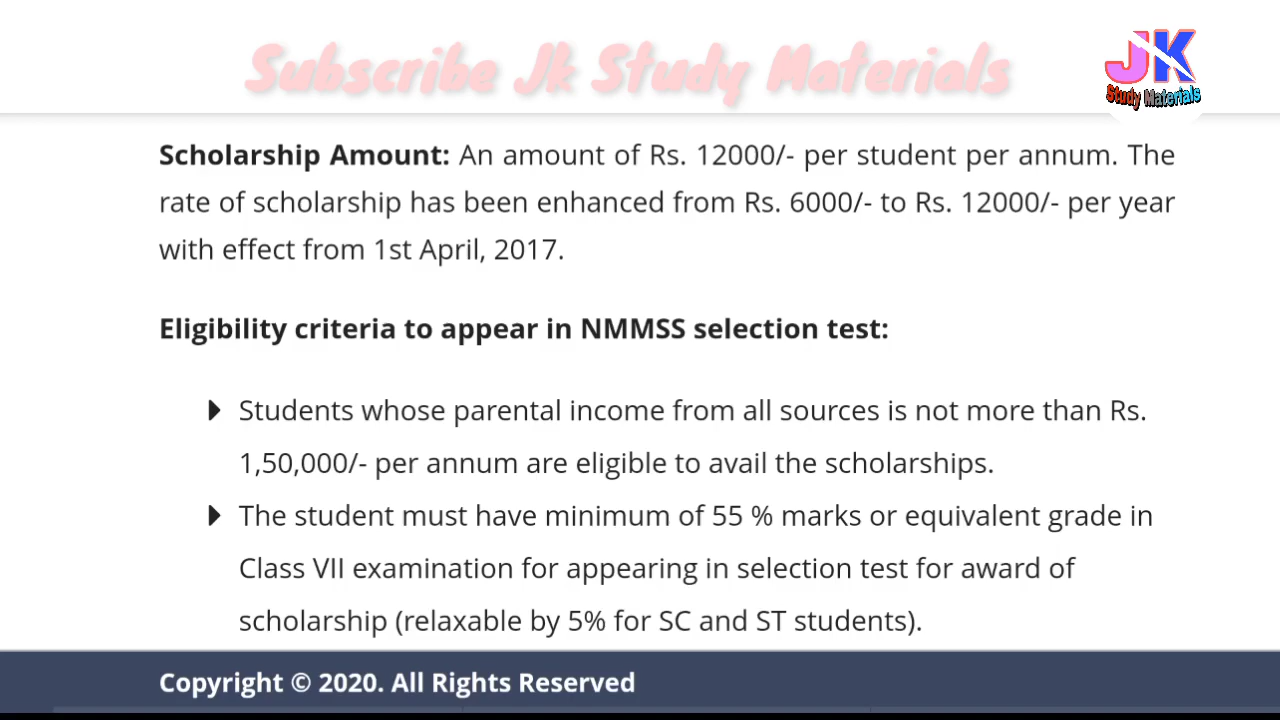 Subscribe Jk Study Materials
JK
Study Materials
Scholarship Amount: An amount of Rs. 12000/- per student per annum. The
rate of scholarship has been enhanced from Rs. 6000/- to Rs. 12000/- per year
with effect from 1st April, 2017.
Eligibility criteria to appear in NMMSS selection test:
Students whose parental income from all sources is not more than Rs.
1,50,000/- per annum are eligible to avail the scholarships.
The student must have minimum of 55 % marks or equivalent grade in
Class VII examination for appearing in selection test for award of
scholarship (relaxable by 5% for SC and ST students).
Copyright © 2020. All Rights Reserved